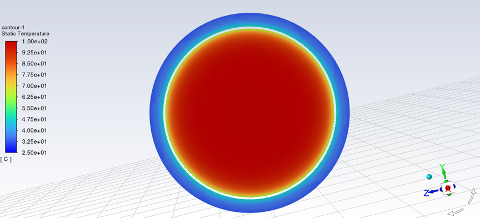 contour-1
Static Temperature
1.00e+02
9.25e+01
8.50e+01
7.75e+01
7.00e+01
6.25e+01
5.50e+01
4.75e+01
4.00e+01
3.25e+01
2.50e+01
[ C ]
Y
Z